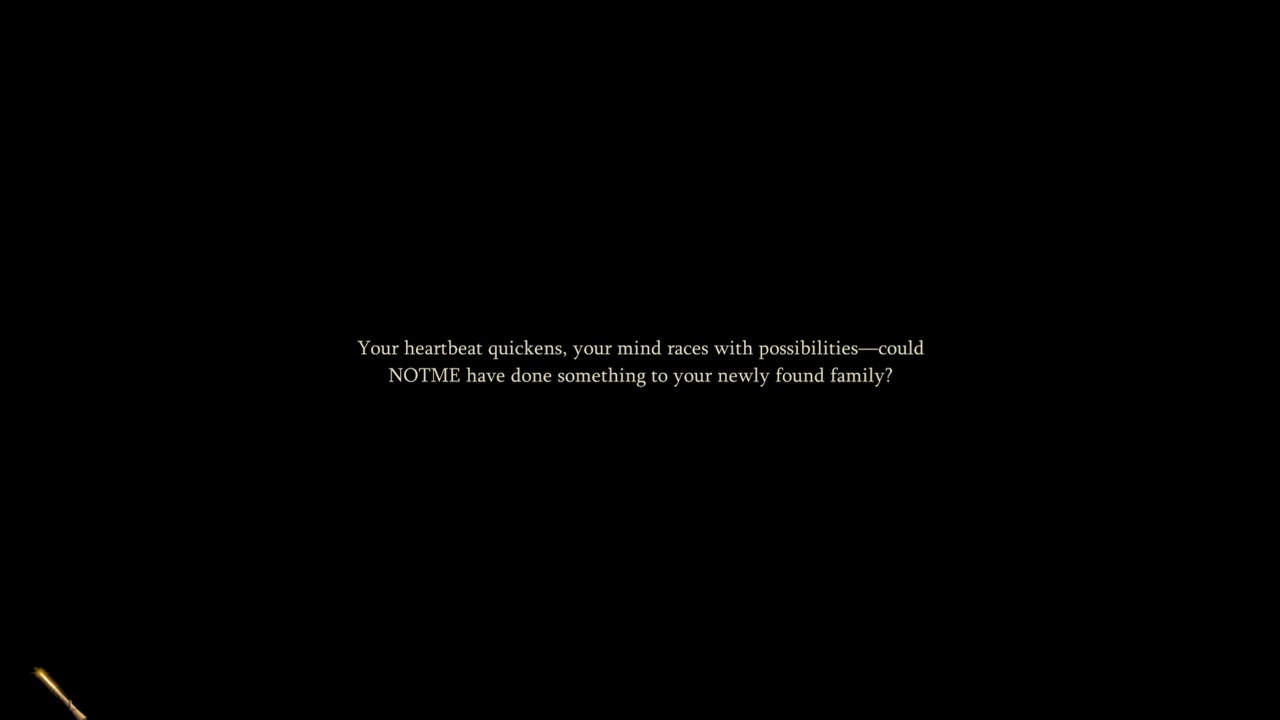 Your heartbeat quickens, your mind races with possibilities—could
NOTME have done something to your newly found family?